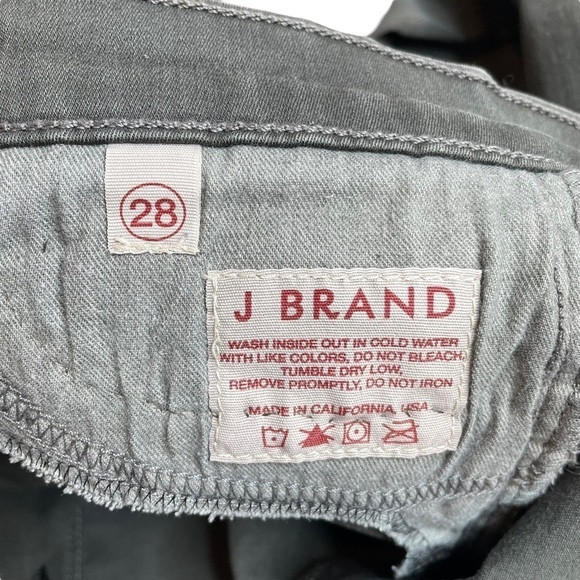 28
J BRAND
WASH INSIDE OUT IN COLD WATER
WITH LIKE COLORS, DO NOT BLEACH,
TUMBLE DRY LOW,
REMOVE PROMPTLY, DO NOT IRON
MADE IN CALIFORNIA, USA